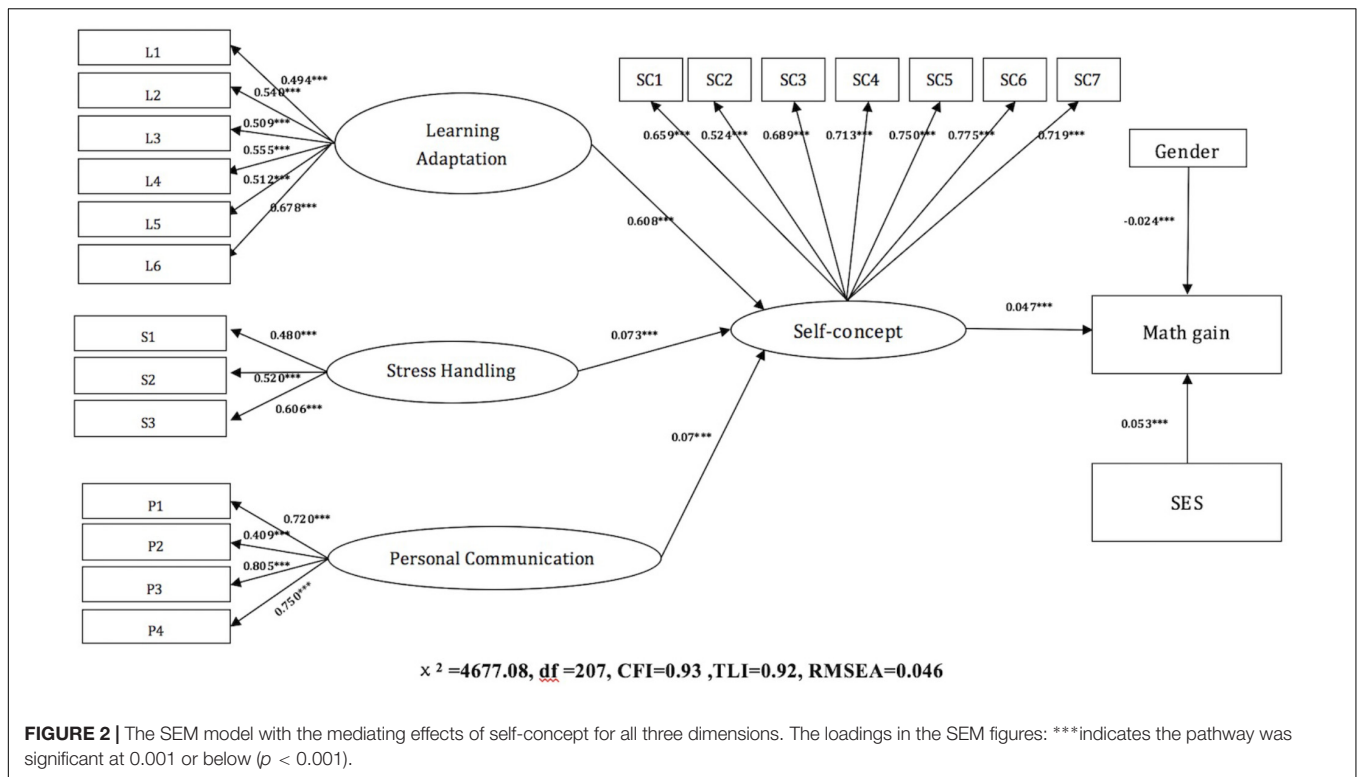 L1
L2
L3
L4
L5
L6
0.494***
0.540***
0.509***
0.555***
0.512***
0.678***
Learning
Adaptation
0.608***
S1
S2
S3
0.480***
0.520***
0.606***
Stress Handling
0.073***
P1
P2
P3
P4
0.720***
0.409***
0.805***
0.750***
Personal Communication
0.07***
SC1 SC2 SC3 SC4 SC5 SC6 SC7
0.659*** 0.524*** 0.689*** 0.713*** 0.750*** 0.775*** 0.719***
Self-concept
0.047***
Gender
-0.024***
Math gain
0.053***
SES
χ ² =4677.08, df =207, CFI=0.93 ,TLI=0.92, RMSEA=0.046
FIGURE 2 | The SEM model with the mediating effects of self-concept for all three dimensions. The loadings in the SEM figures: ***indicates the pathway was
significant at 0.001 or below (p < 0.001).